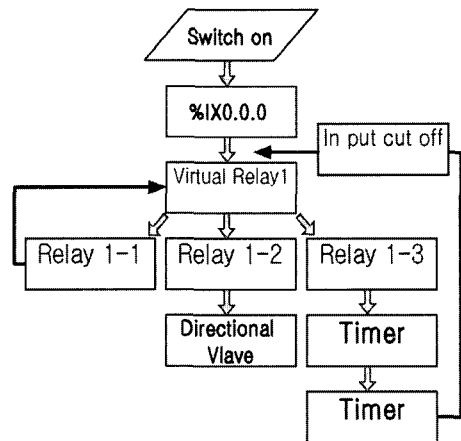 Switch on
%IX0.0.0
In put cut off
Virtual Relay1
Relay 1-1
Relay 1-2
Relay 1-3
Directional
Vlave
Timer
Timer